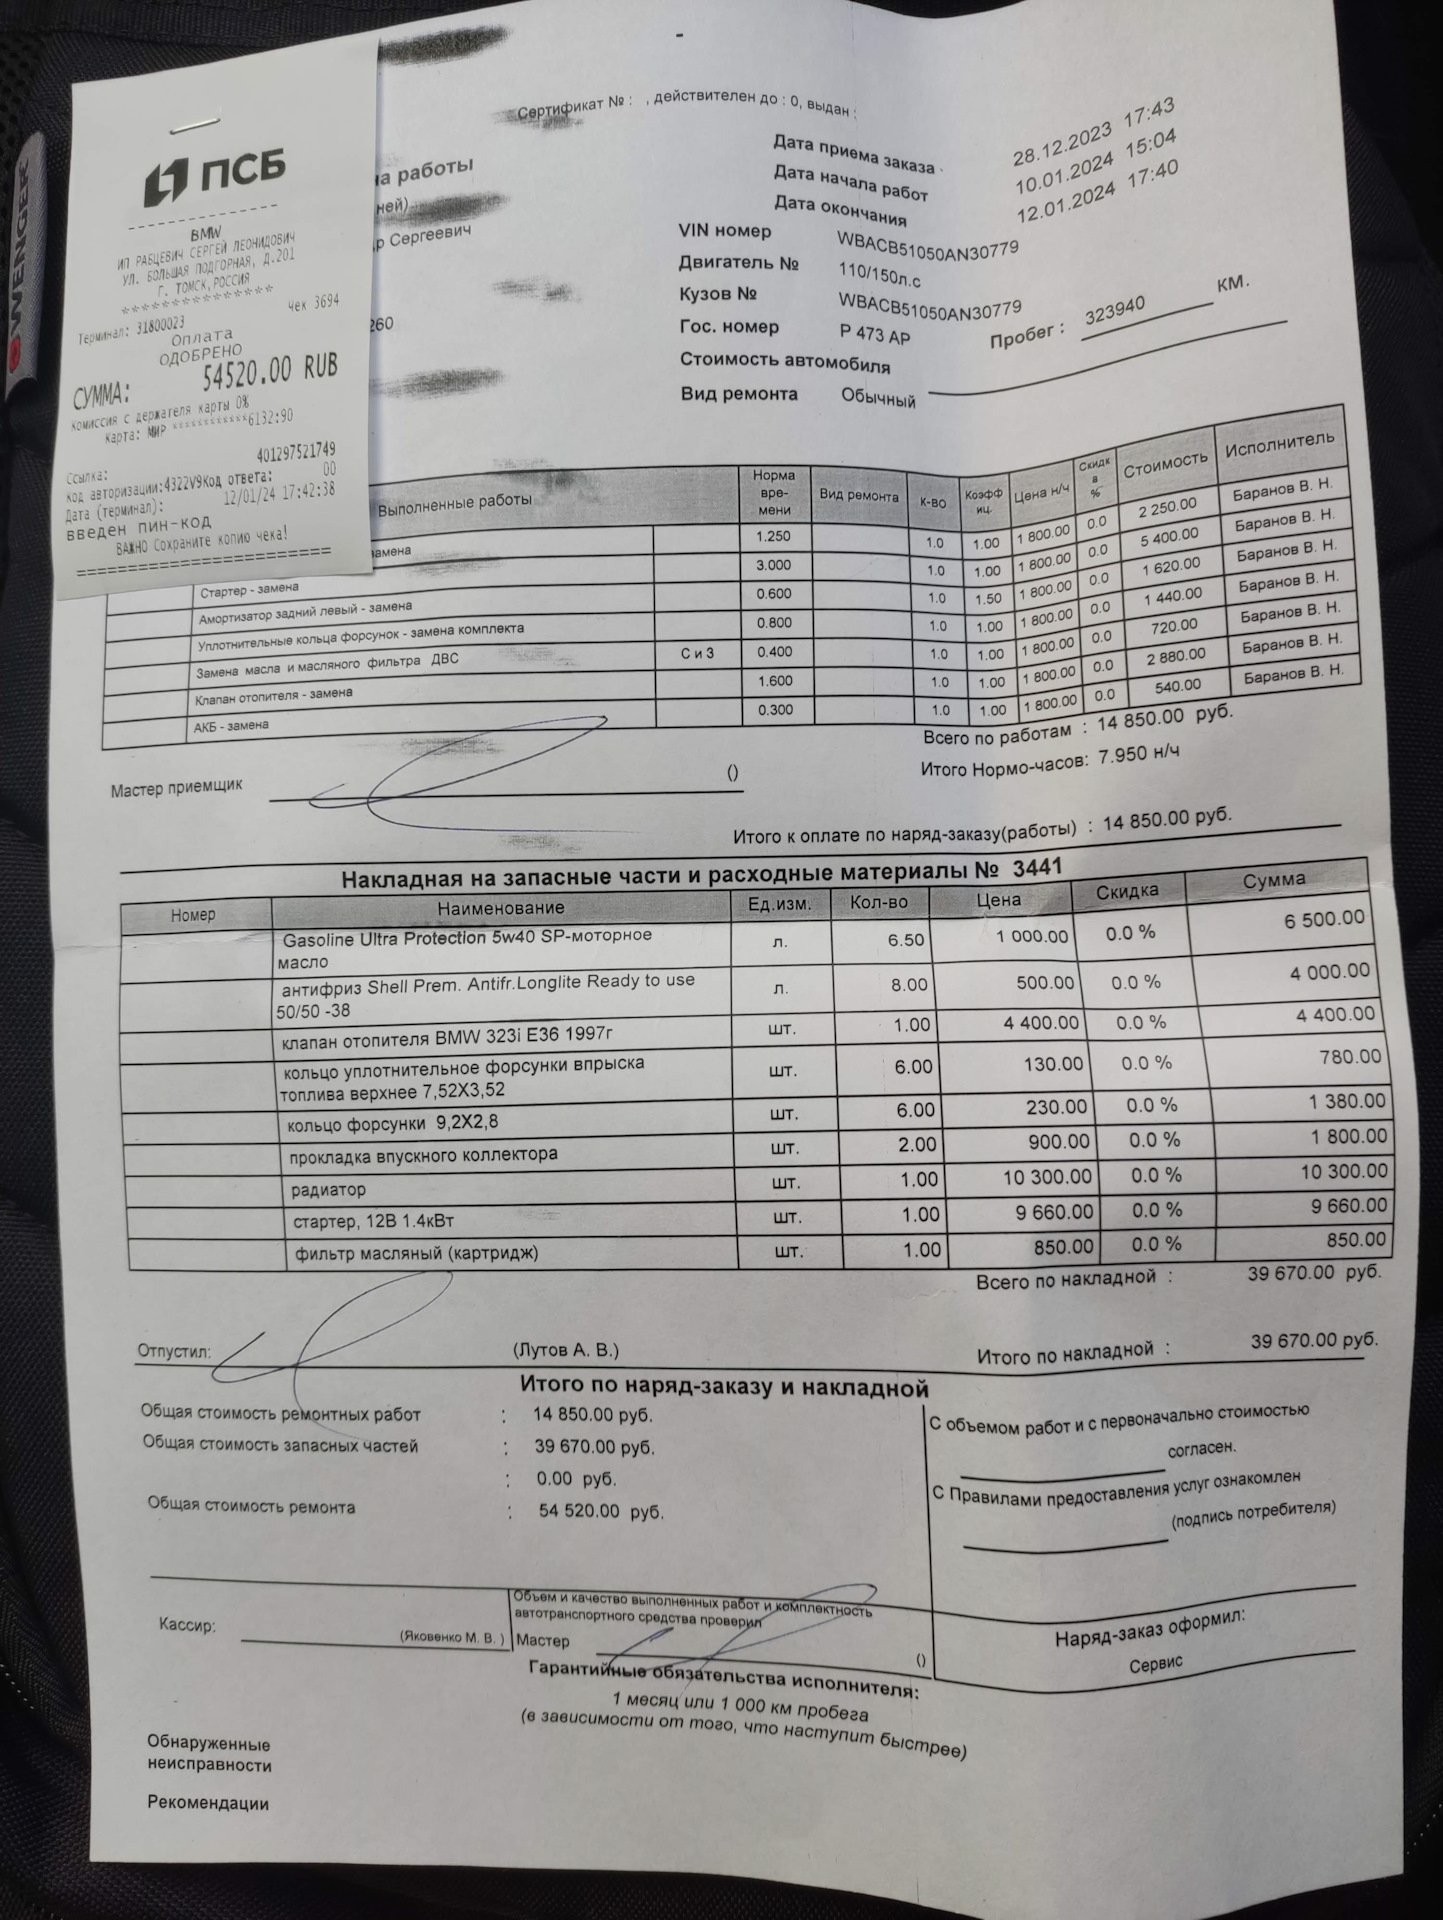 WENGER
ПСБ
BMW
ИП РАБЦЕВИЧ СЕРГЕЙ ЛЕОНИДОВИЧ
УЛ. БОЛЬШАЯ ПОДГОРНАЯ, Д.201
Г. ТОМСК,РОССИЯ
***************
Терминал: 31800023 чек 3694
Оплата
ОДОБРЕНО
СУММА: 54520.00 RUB
Комиссия с держателя карты 0%
Карта: МИР ************6132:90
Ссылка: 401297521749
Код авторизации:4322V9Код ответа: 00
Дата (терминал): 12/01/24 17:42:38
введен пин-код
ВАЖНО Сохраните копию чека!
Сертификат № : , действителен до : 0, выдан :
на работы
ней)
р Сергеевич
260
Дата приема заказа 28.12.2023 17:43
Дата начала работ 10.01.2024 15:04
Дата окончания 12.01.2024 17:40
VIN номер WBACB51050AN30779
Двигатель № 110/150л.с
Кузов № WBACB51050AN30779
Гос. номер Р 473 АР Пробег : 323940 КМ.
Стоимость автомобиля
Вид ремонта Обычный
Выполненные работы Норма вре- мени Вид ремонта К-во Коэфф иц. Цена н/ч Скидк а % Стоимость Исполнитель
замена 1.250 1.0 1.00 1 800.00 0.0 2 250.00 Баранов В. Н.
Стартер - замена 3.000 1.0 1.00 1 800.00 0.0 5 400.00 Баранов В. Н.
Амортизатор задний левый - замена 0.600 1.0 1.50 1 800.00 0.0 1 620.00 Баранов В. Н.
Уплотнительные кольца форсунок - замена комплекта 0.800 1.0 1.00 1 800.00 0.0 1 440.00 Баранов В. Н.
Замена масла и масляного фильтра ДВС С и З 0.400 1.0 1.00 1 800.00 0.0 720.00 Баранов В. Н.
Клапан отопителя - замена 1.600 1.0 1.00 1 800.00 0.0 2 880.00 Баранов В. Н.
АКБ - замена 0.300 1.0 1.00 1 800.00 0.0 540.00 Баранов В. Н.
Всего по работам : 14 850.00 руб.
Итого Нормо-часов: 7.950 н/ч
Мастер приемщик ()
Итого к оплате по наряд-заказу(работы) : 14 850.00 руб.
Накладная на запасные части и расходные материалы № 3441
Номер Наименование Ед.изм. Кол-во Цена Скидка Сумма
Gasoline Ultra Protection 5w40 SP-моторное л. 6.50 1 000.00 0.0 % 6 500.00
масло
антифриз Shell Prem. Antifr.Longlite Ready to use л. 8.00 500.00 0.0 % 4 000.00
50/50 -38
клапан отопителя BMW 323i E36 1997г шт. 1.00 4 400.00 0.0 % 4 400.00
кольцо уплотнительное форсунки впрыска шт. 6.00 130.00 0.0 % 780.00
топлива верхнее 7,52Х3,52
кольцо форсунки 9,2Х2,8 шт. 6.00 230.00 0.0 % 1 380.00
прокладка впускного коллектора шт. 2.00 900.00 0.0 % 1 800.00
радиатор шт. 1.00 10 300.00 0.0 % 10 300.00
стартер, 12В 1.4кВт шт. 1.00 9 660.00 0.0 % 9 660.00
фильтр масляный (картридж) шт. 1.00 850.00 0.0 % 850.00
Всего по накладной : 39 670.00 руб.
Отпустил: (Лутов А. В.) Итого по накладной : 39 670.00 руб.
Итого по наряд-заказу и накладной
Общая стоимость ремонтных работ : 14 850.00 руб.
Общая стоимость запасных частей : 39 670.00 руб.
: 0.00 руб.
Общая стоимость ремонта : 54 520.00 руб.
С объемом работ и с первоначально стоимостью
согласен.
С Правилами предоставления услуг ознакомлен
(подпись потребителя)
Кассир: (Яковенко М. В. )
Объем и качество выполненных работ и комплектность
автотранспортного средства проверил
Мастер ()
Наряд-заказ оформил:
Сервис
Гарантийные обязательства исполнителя:
1 месяц или 1 000 км пробега
(в зависимости от того, что наступит быстрее)
Обнаруженные
неисправности
Рекомендации